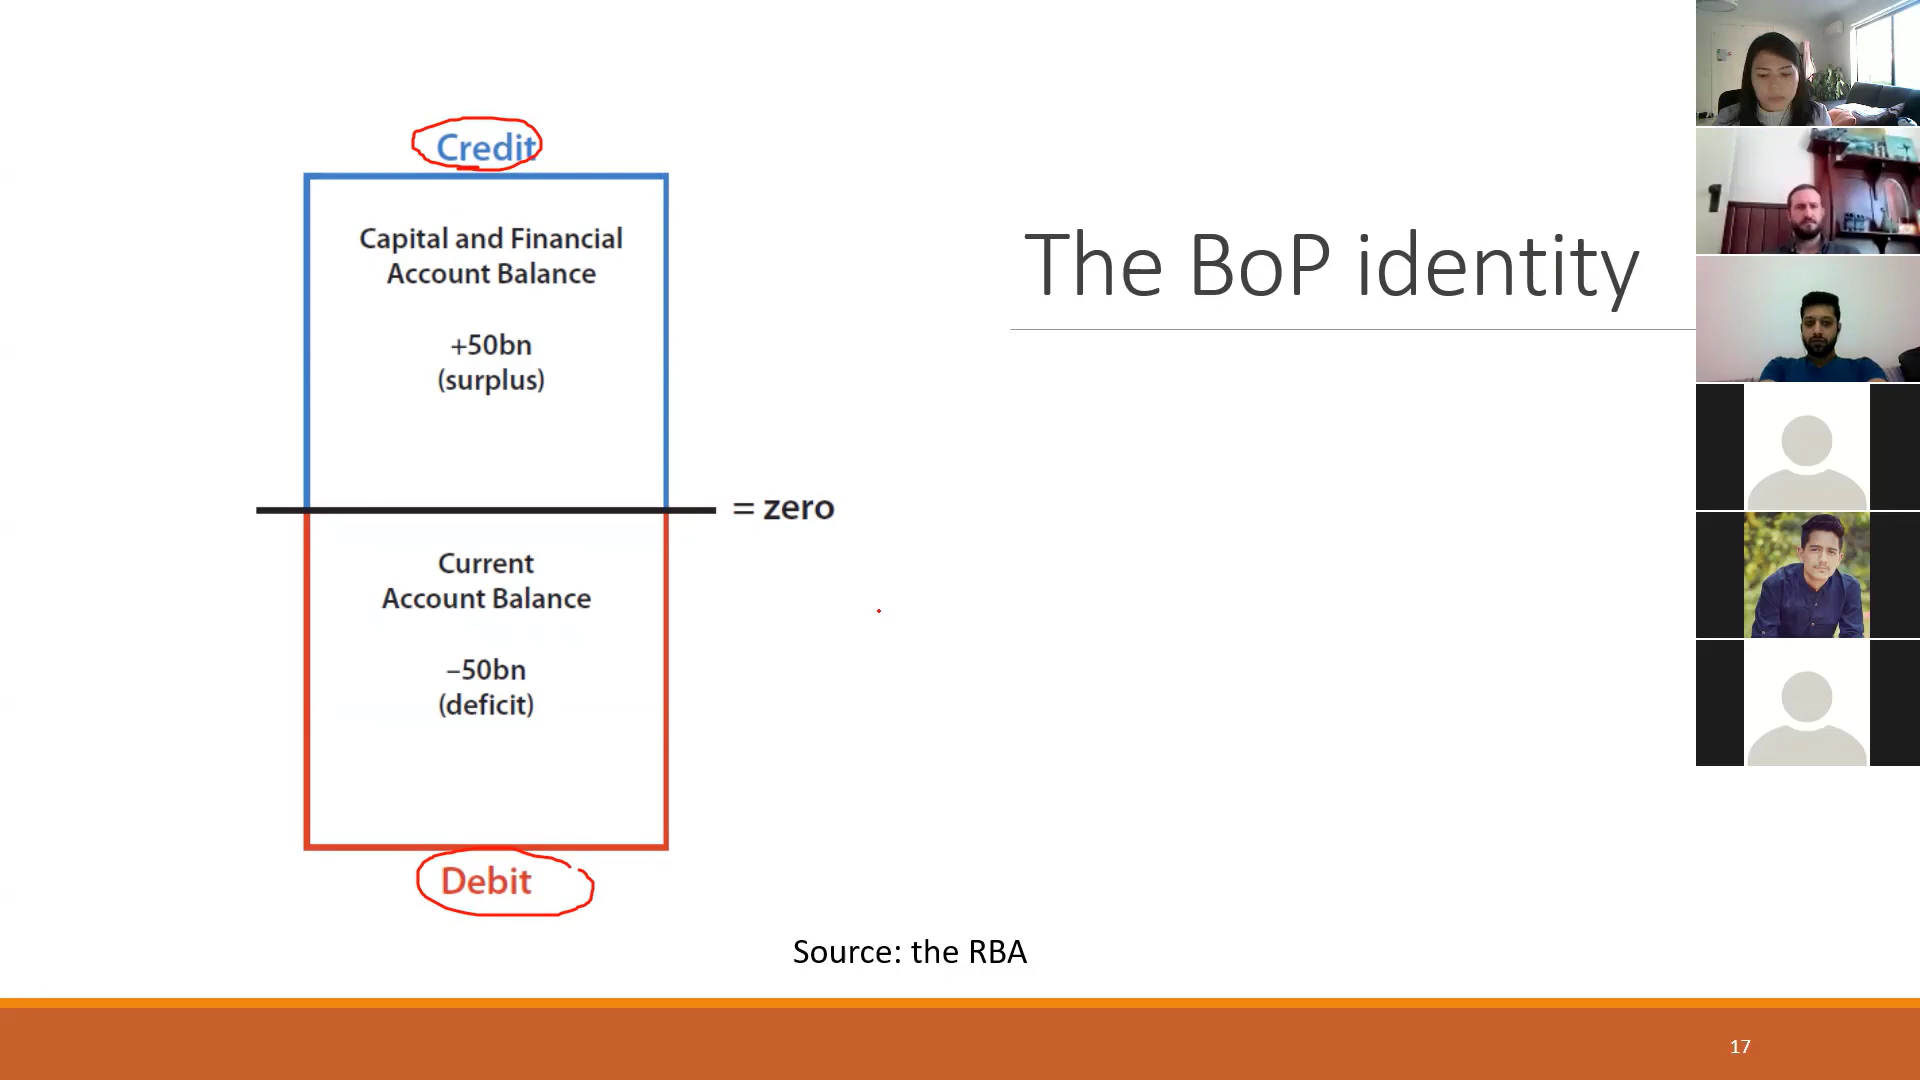 Credit
Capital and Financial
Account Balance
+50bn
(surplus)
= zero
Current
Account Balance
–50bn
(deficit)
Debit
The BoP identity
Source: the RBA
17